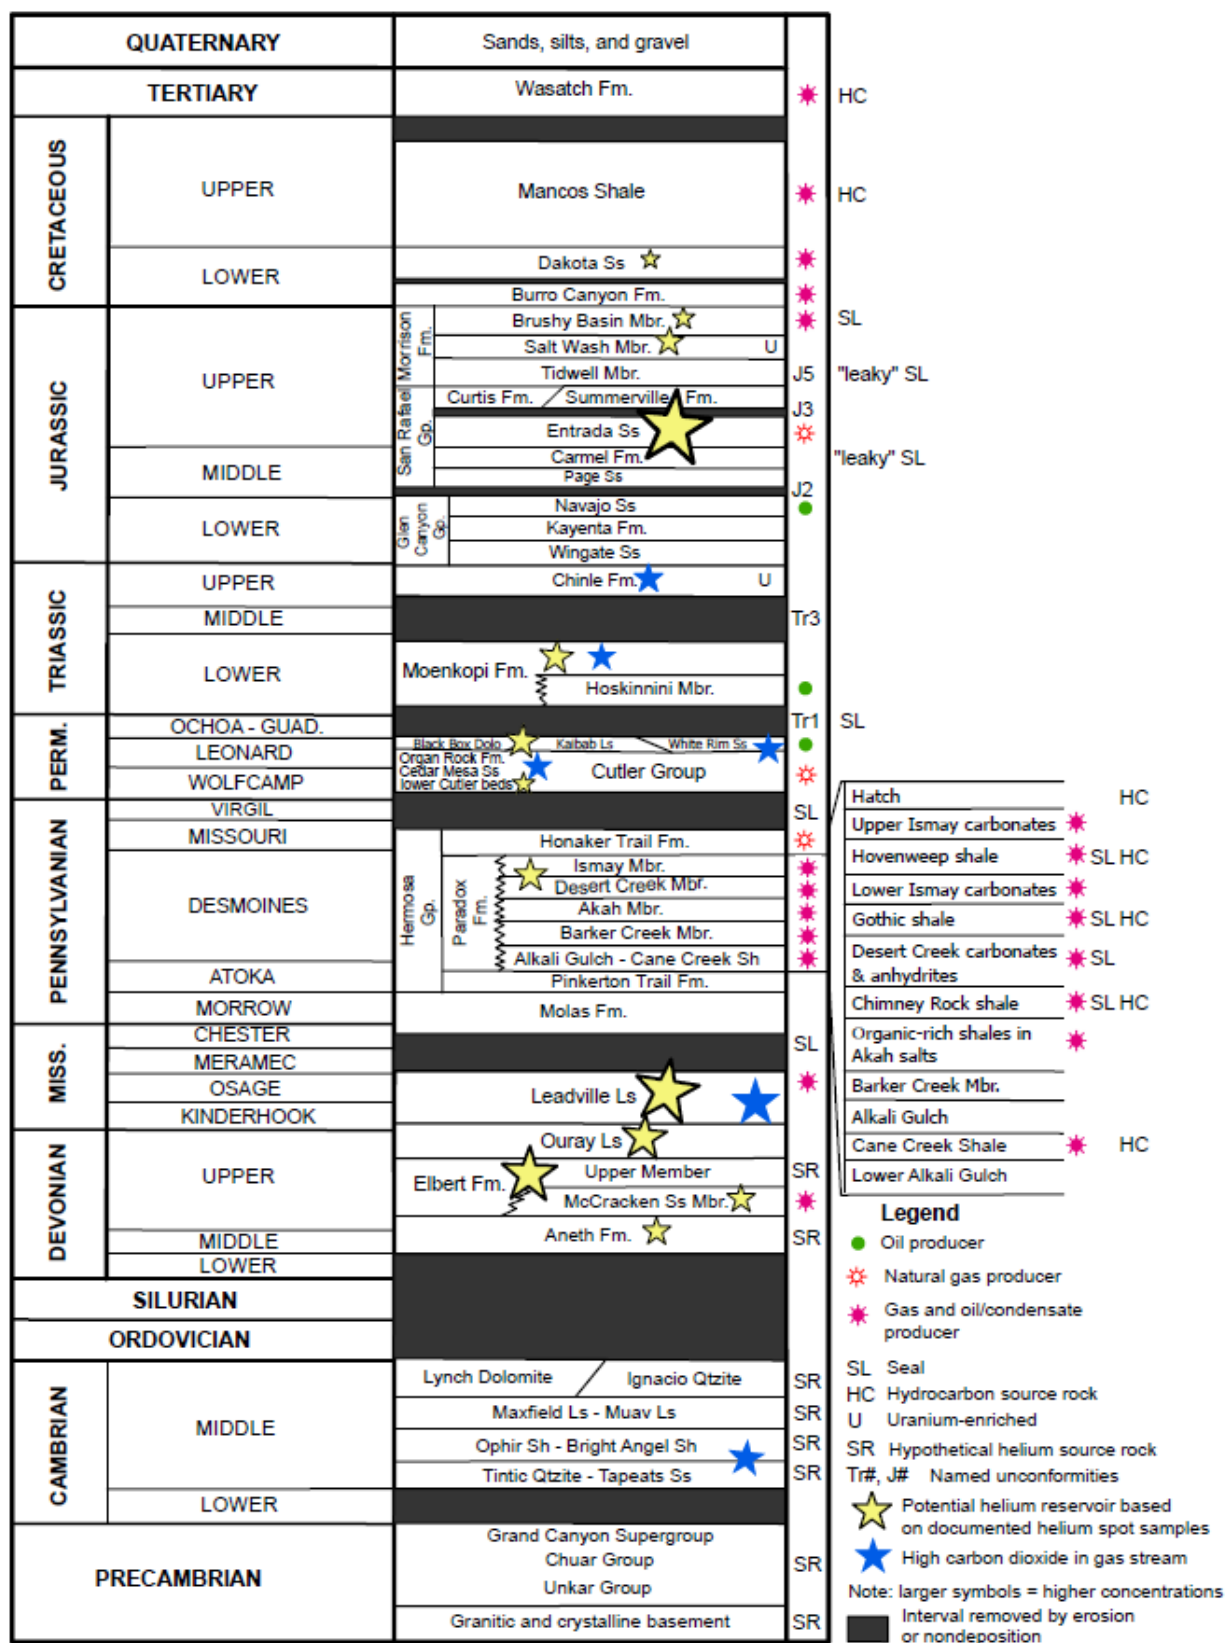 QUATERNARY
Sands, silts, and gravel
TERTIARY
Wasatch Fm.
HC
CRETACEOUS
UPPER
Mancos Shale
HC
LOWER
Dakota Ss
Burro Canyon Fm.
JURASSIC
UPPER
Morrison
Fm.
Brushy Basin Mbr.
SL
Salt Wash Mbr.
U
Tidwell Mbr.
J5
"leaky" SL
San Rafael
Gp.
Curtis Fm.
Summerville Fm.
J3
Entrada Ss
MIDDLE
Carmel Fm.
"leaky" SL
Page Ss
J2
LOWER
Glen
Canyon
Gp.
Navajo Ss
Kayenta Fm.
Wingate Ss
TRIASSIC
UPPER
Chinle Fm.
U
MIDDLE
Tr3
LOWER
Moenkopi Fm.
Hoskinnini Mbr.
PERM.
OCHOA - GUAD.
Tr1
SL
LEONARD
Black Box Dolo
Kaibab Ls
White Rim Ss
Organ Rock Fm.
Cedar Mesa Ss
lower Cutler beds
Cutler Group
WOLFCAMP
PENNSYLVANIAN
VIRGIL
SL
MISSOURI
Hermosa
Gp.
Honaker Trail Fm.
DESMOINES
Paradox
Fm.
Ismay Mbr.
Desert Creek Mbr.
Akah Mbr.
Barker Creek Mbr.
Alkali Gulch - Cane Creek Sh
ATOKA
Pinkerton Trail Fm.
MORROW
Molas Fm.
MISS.
CHESTER
SL
MERAMEC
OSAGE
Leadville Ls
KINDERHOOK
DEVONIAN
UPPER
Ouray Ls
Elbert Fm.
Upper Member
SR
McCracken Ss Mbr.
Aneth Fm.
SR
MIDDLE
LOWER
SILURIAN
ORDOVICIAN
CAMBRIAN
MIDDLE
Lynch Dolomite
Ignacio Qtzite
SR
Maxfield Ls - Muav Ls
SR
Ophir Sh - Bright Angel Sh
SR
Tintic Qtzite - Tapeats Ss
SR
LOWER
PRECAMBRIAN
Grand Canyon Supergroup
Chuar Group
Unkar Group
SR
Granitic and crystalline basement
SR
Hatch
HC
Upper Ismay carbonates
Hovenweep shale
SL HC
Lower Ismay carbonates
Gothic shale
SL HC
Desert Creek carbonates
& anhydrites
SL
Chimney Rock shale
SL HC
Organic-rich shales in
Akah salts
Barker Creek Mbr.
Alkali Gulch
Cane Creek Shale
HC
Lower Alkali Gulch
Legend
Oil producer
Natural gas producer
Gas and oil/condensate
producer
SL Seal
HC Hydrocarbon source rock
U Uranium-enriched
SR Hypothetical helium source rock
Tr#, J# Named unconformities
Potential helium reservoir based
on documented helium spot samples
High carbon dioxide in gas stream
Note: larger symbols = higher concentrations
Interval removed by erosion
or nondeposition